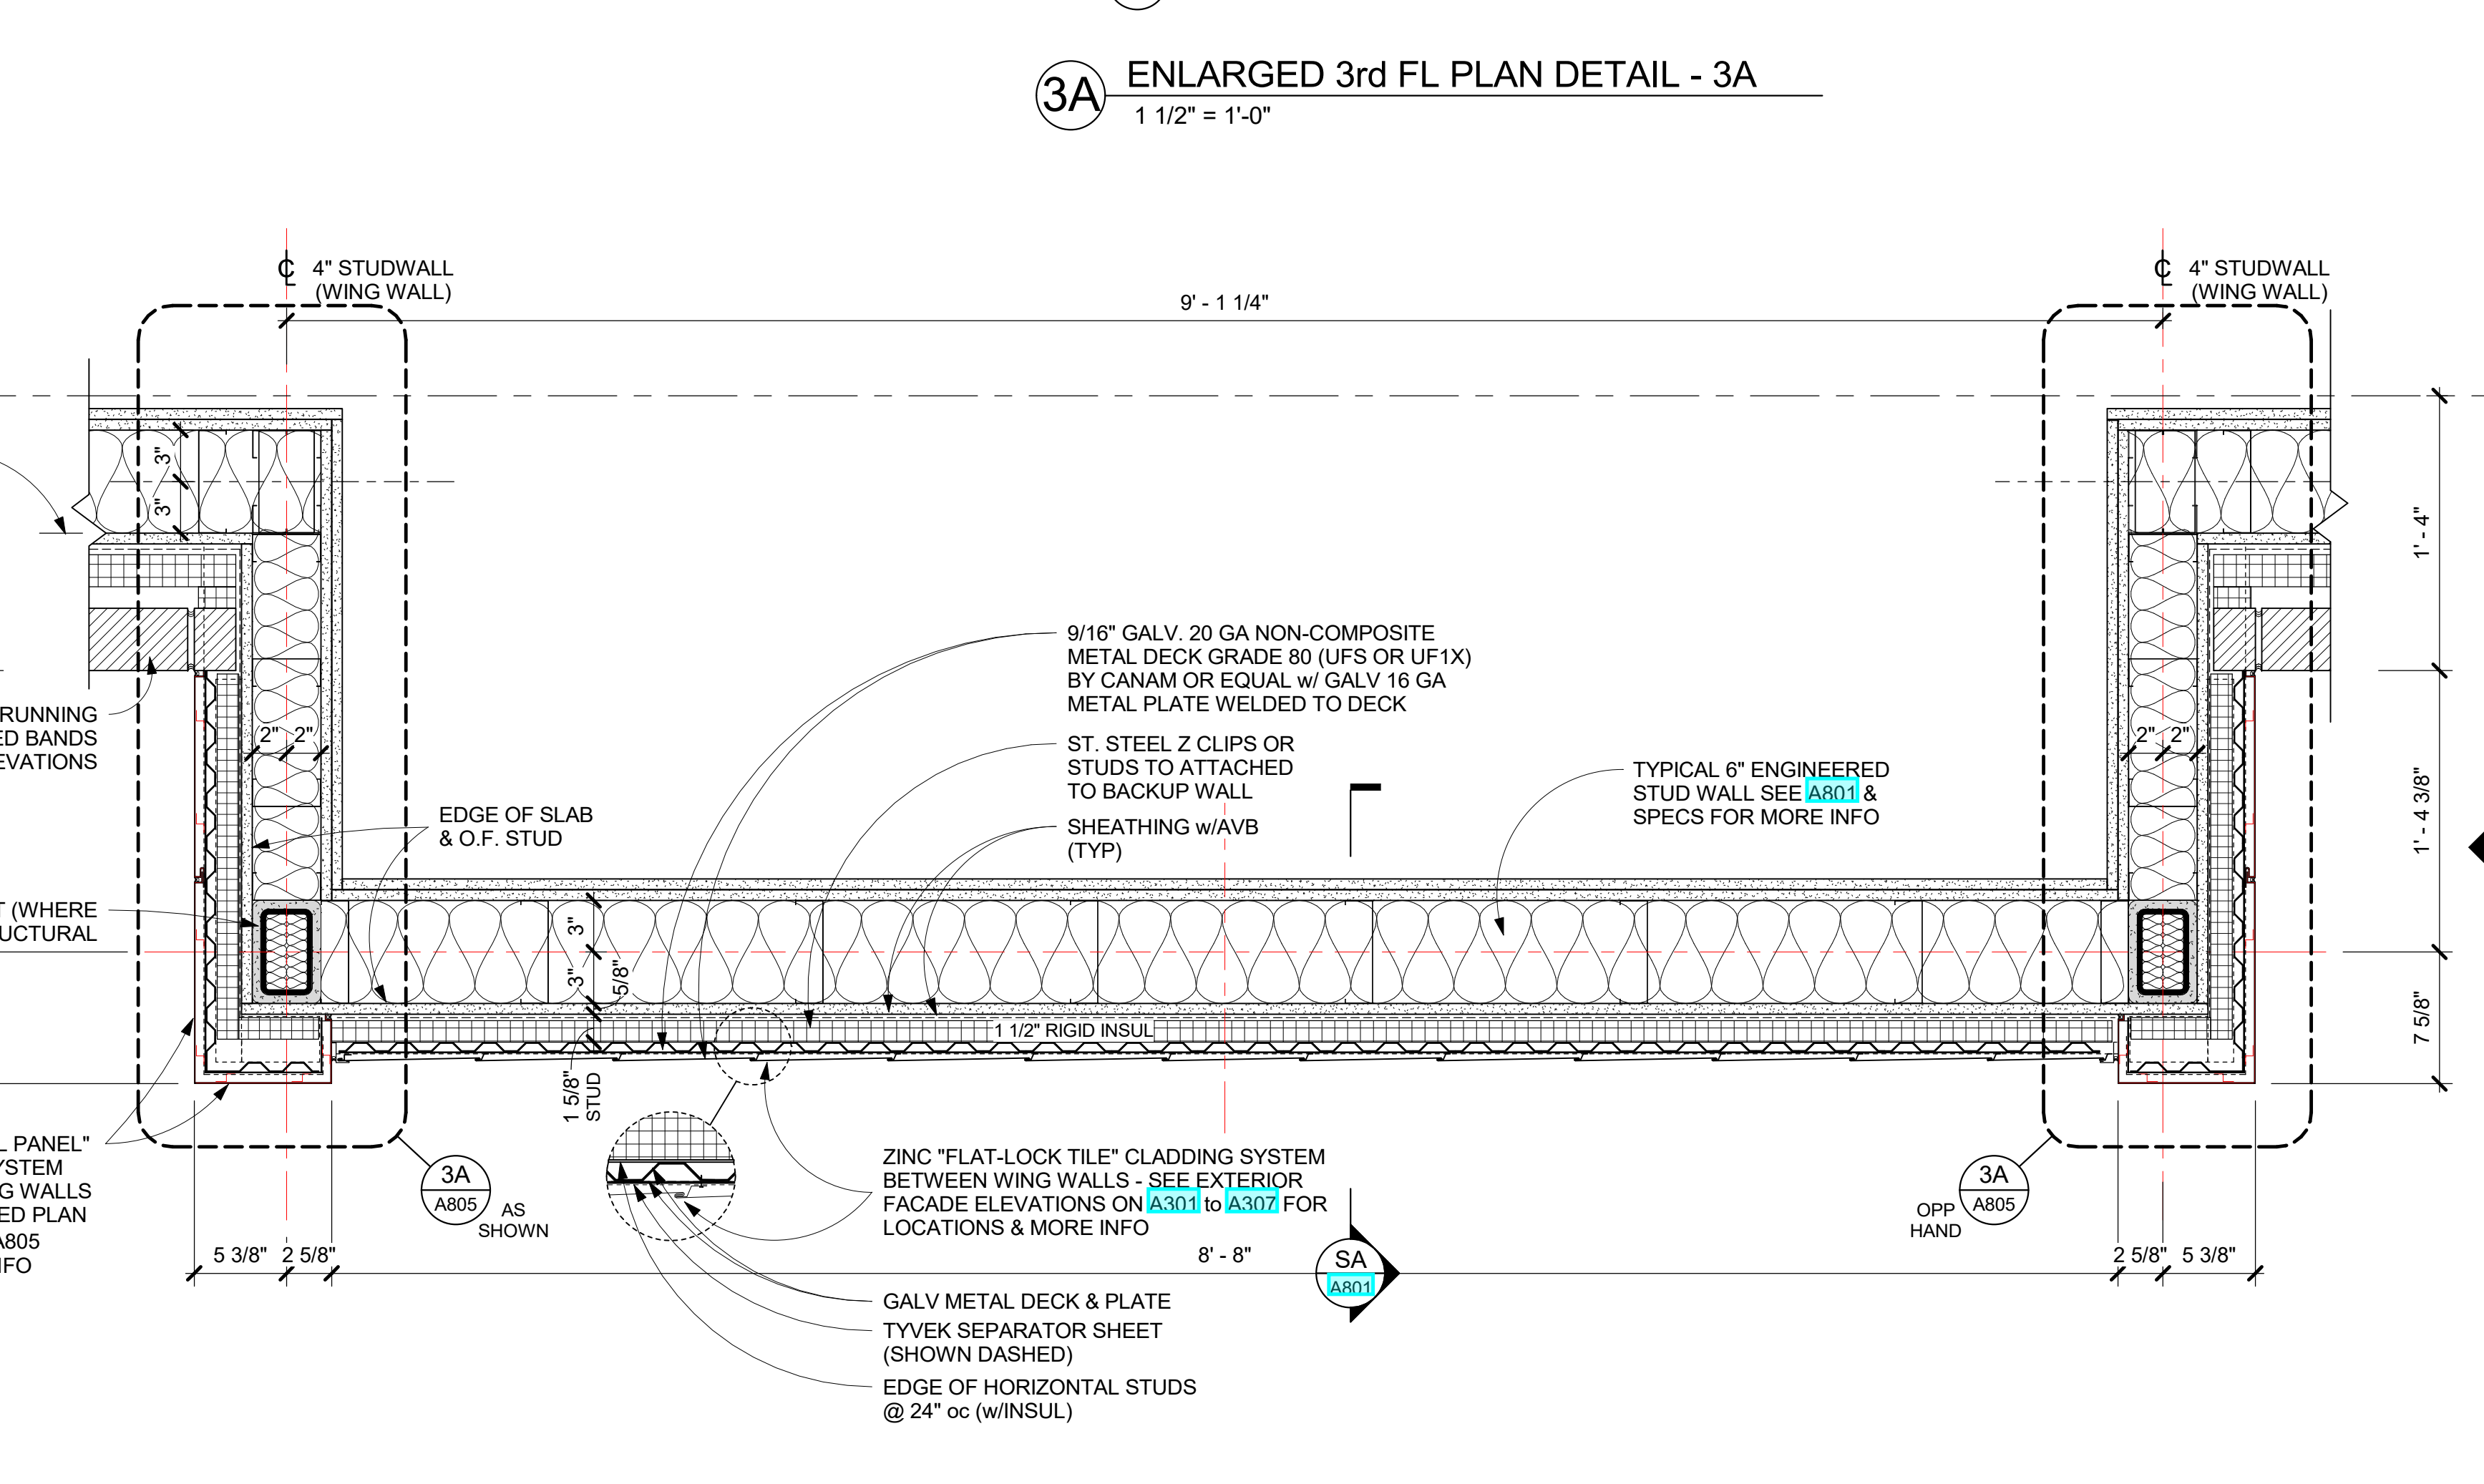 3A
ENLARGED 3rd FL PLAN DETAIL - 3A
1 1/2" = 1'-0"
℄ 4" STUDWALL
(WING WALL)
9' - 1 1/4"
℄ 4" STUDWALL
(WING WALL)
3"
3"
1' - 4"
9/16" GALV. 20 GA NON-COMPOSITE
METAL DECK GRADE 80 (UFS OR UF1X)
BY CANAM OR EQUAL w/ GALV 16 GA
METAL PLATE WELDED TO DECK
RUNNING
ED BANDS
EVATIONS
2" 2"
ST. STEEL Z CLIPS OR
STUDS TO ATTACHED
TO BACKUP WALL
TYPICAL 6" ENGINEERED
STUD WALL SEE A801 &
SPECS FOR MORE INFO
2" 2"
1' - 4 3/8"
EDGE OF SLAB
& O.F. STUD
SHEATHING w/AVB
(TYP)
T (WHERE
UCTURAL
3"
3"
5/8"
1 1/2" RIGID INSUL
7 5/8"
1 5/8"
STUD
L PANEL"
YSTEM
G WALLS
ED PLAN
A805
NFO
3A
A805
AS
SHOWN
ZINC "FLAT-LOCK TILE" CLADDING SYSTEM
BETWEEN WING WALLS - SEE EXTERIOR
FACADE ELEVATIONS ON A301 to A307 FOR
LOCATIONS & MORE INFO
OPP
HAND
3A
A805
5 3/8" 2 5/8"
8' - 8"
SA
A801
2 5/8" 5 3/8"
GALV METAL DECK & PLATE
TYVEK SEPARATOR SHEET
(SHOWN DASHED)
EDGE OF HORIZONTAL STUDS
@ 24" oc (w/INSUL)